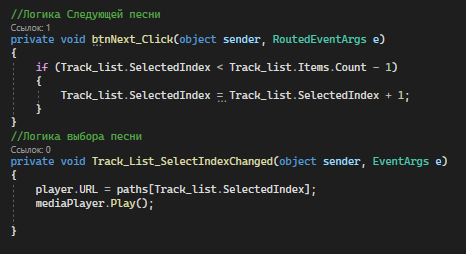 //Логика Следующей песни
Ссылок: 1
private void btnNext_Click(object sender, RoutedEventArgs e)
{
if (Track_list.SelectedIndex < Track_list.Items.Count - 1)
{
Track_list.SelectedIndex = Track_list.SelectedIndex + 1;
}
}
//Логика выбора песни
Ссылок: 0
private void Track_List_SelectIndexChanged(object sender, EventArgs e)
{
player.URL = paths[Track_list.SelectedIndex];
mediaPlayer.Play();
}